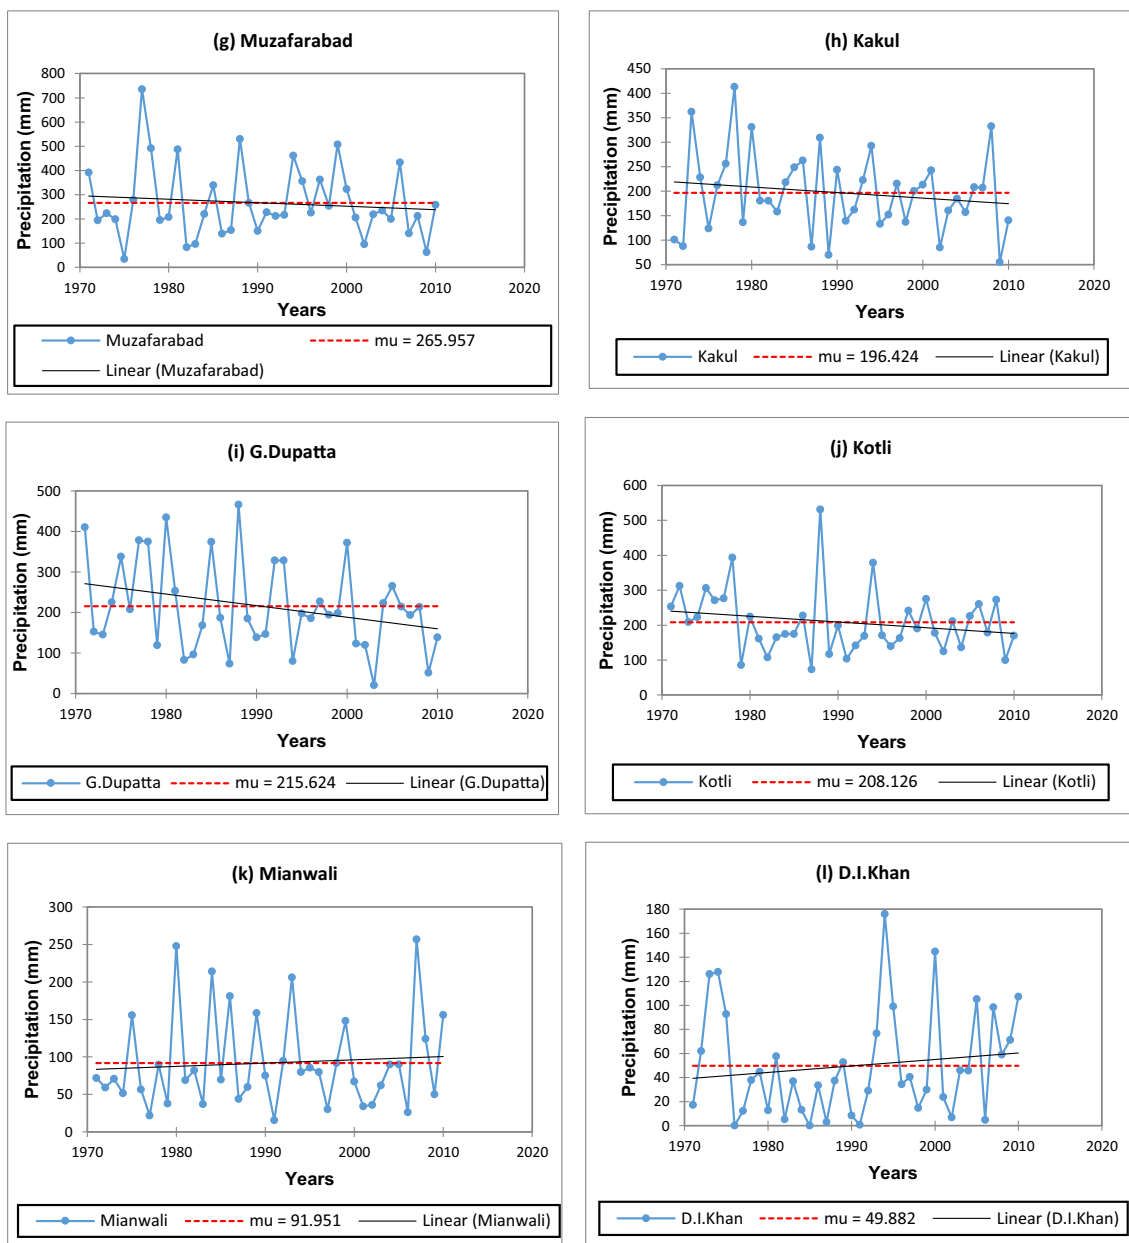 (g) Muzafarabad
Precipitation (mm)
800
700
600
500
400
300
200
100
0
1970 1980 1990 2000 2010 2020
Years
Muzafarabad mu = 265.957
Linear (Muzafarabad)
(h) Kakul
Precipitation (mm)
450
400
350
300
250
200
150
100
50
1970 1980 1990 2000 2010 2020
Years
Kakul mu = 196.424 Linear (Kakul)
(i) G.Dupatta
Precipitation (mm)
500
400
300
200
100
0
1970 1980 1990 2000 2010 2020
Years
G.Dupatta mu = 215.624 Linear (G.Dupatta)
(j) Kotli
Precipitation (mm)
600
500
400
300
200
100
0
1970 1980 1990 2000 2010 2020
Years
Kotli mu = 208.126 Linear (Kotli)
(k) Mianwali
Precipitation (mm)
300
250
200
150
100
50
0
1970 1980 1990 2000 2010 2020
Years
Mianwali mu = 91.951 Linear (Mianwali)
(l) D.I.Khan
Precipitation (mm)
180
160
140
120
100
80
60
40
20
0
1970 1980 1990 2000 2010 2020
Years
D.I.Khan mu = 49.882 Linear (D.I.Khan)